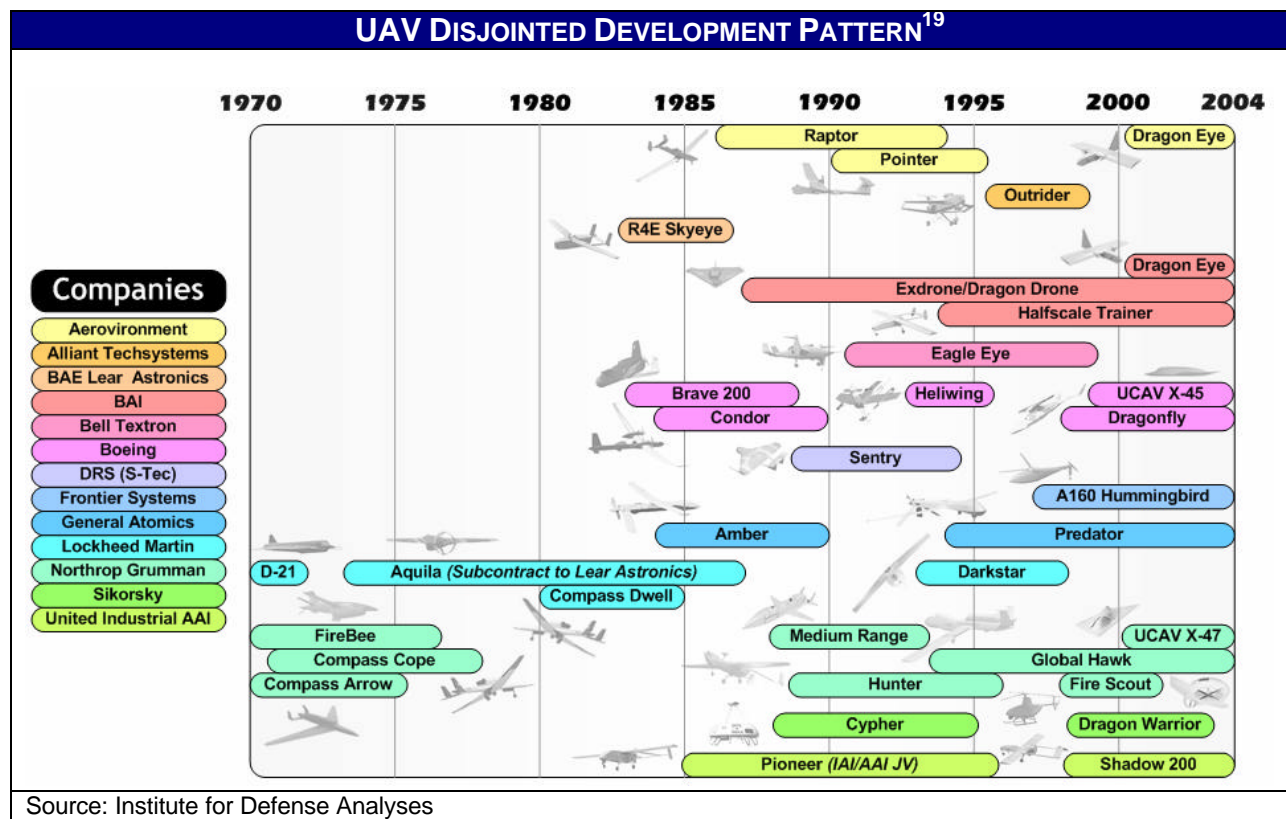 UAV DISJOINTED DEVELOPMENT PATTERN19
1970 1975 1980 1985 1990 1995 2000 2004
Raptor Dragon Eye
Pointer
Outrider
R4E Skyeye
Dragon Eye
Companies
Exdrone/Dragon Drone
Halfscale Trainer
Aerovironment
Alliant Techsystems
Eagle Eye
BAE Lear Astronics
BAI
Brave 200 Heliwing UCAV X-45
Bell Textron
Condor Dragonfly
Boeing
DRS (S-Tec)
Sentry
Frontier Systems
A160 Hummingbird
General Atomics
Amber Predator
Lockheed Martin
Northrop Grumman
D-21 Aquila (Subcontract to Lear Astronics) Darkstar
Sikorsky
Compass Dwell
United Industrial AAI
FireBee Medium Range UCAV X-47
Compass Cope Global Hawk
Compass Arrow Hunter Fire Scout
Cypher Dragon Warrior
Pioneer (IAI/AAI JV) Shadow 200
Source: Institute for Defense Analyses